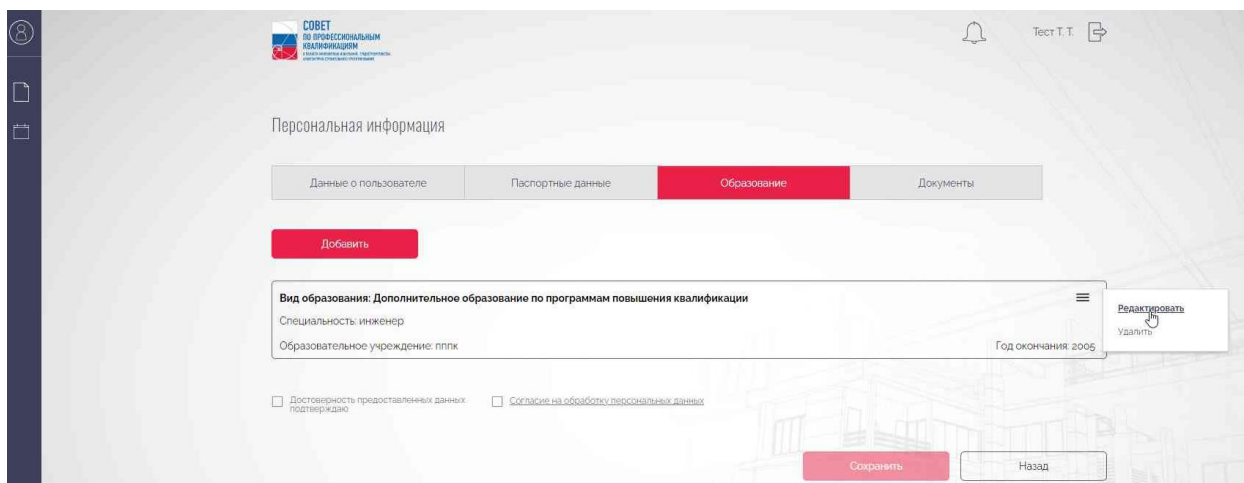 СОВЕТ
ПО ПРОФЕССИОНАЛЬНЫМ
КВАЛИФИКАЦИЯМ
Тест Т. Т.
Персональная информация
Данные о пользователе
Паспортные данные
Образование
Документы
Добавить
Вид образования: Дополнительное образование по программам повышения квалификации
Специальность: инженер
Образовательное учреждение: пппк
Год окончания: 2005
Редактировать
Удалить
Достоверность предоставленных данных
подтверждаю
Согласие на обработку персональных данных
Сохранить
Назад